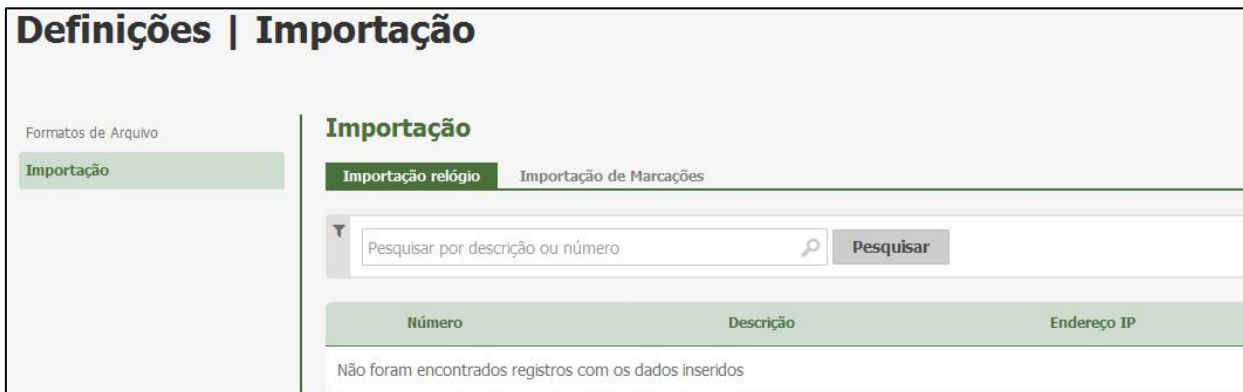 Definições | Importação
Formatos de Arquivo
Importação
Importação
Importação relógio Importação de Marcações
Pesquisar por descrição ou número Pesquisar
Número Descrição Endereço IP
Não foram encontrados registros com os dados inseridos